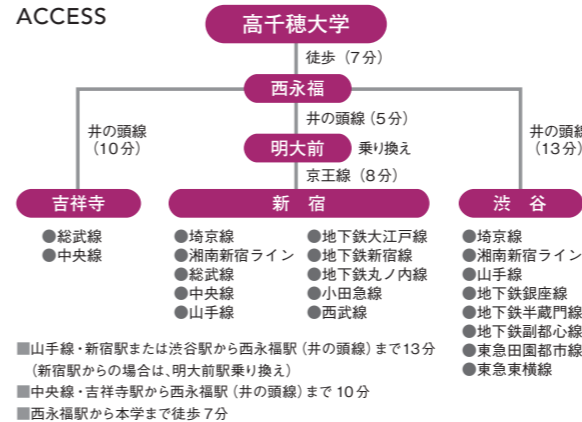 ACCESS
高千穂大学
徒歩（7分）
西永福
井の頭線
（10分）
井の頭線（5分）
井の頭線
（13分）
明大前 乗り換え
京王線（8分）
吉祥寺
新宿
渋谷
●総武線
●中央線
●埼京線
●湘南新宿ライン
●総武線
●中央線
●山手線
●地下鉄大江戸線
●地下鉄新宿線
●地下鉄丸ノ内線
●小田急線
●西武線
●埼京線
●湘南新宿ライン
●山手線
●地下鉄銀座線
●地下鉄半蔵門線
●地下鉄副都心線
●東急田園都市線
●東急東横線
■山手線・新宿駅または渋谷駅から西永福駅（井の頭線）まで13分
（新宿駅からの場合は、明大前駅乗り換え）
■中央線・吉祥寺駅から西永福駅（井の頭線）まで10分
■西永福駅から本学まで徒歩7分